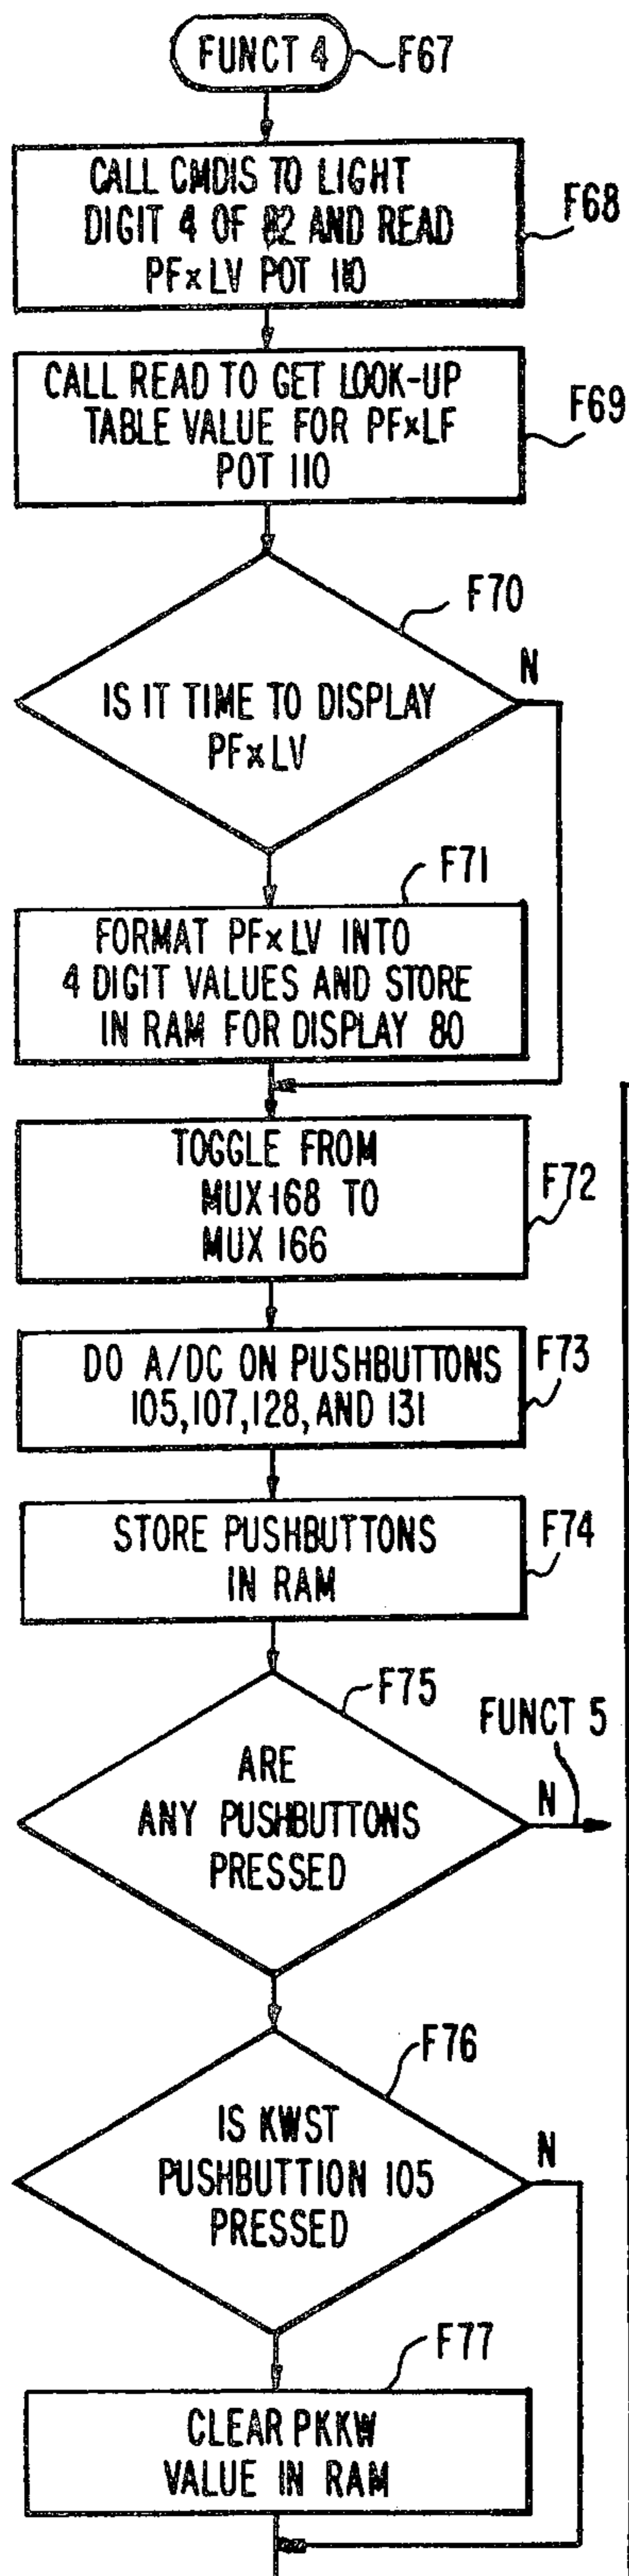 FUNCT 4
F67
CALL CMDIS TO LIGHT
DIGIT 4 OF 82 AND READ
PF×LV POT 110
F68
CALL READ TO GET LOOK-UP
TABLE VALUE FOR PF×LF
POT 110
F69
F70
IS IT TIME TO DISPLAY
PF×LV
N
F71
FORMAT PF×LV INTO
4 DIGIT VALUES AND STORE
IN RAM FOR DISPLAY 80
TOGGLE FROM
MUX 168 TO
MUX 166
F72
DO A/DC ON PUSHBUTTONS
105,107,128, AND 131
F73
STORE PUSHBUTTONS
IN RAM
F74
F75
ARE
ANY PUSHBUTTONS
PRESSED
FUNCT 5
N
F76
IS KWST
PUSHBUTTION 105
PRESSED
N
F77
CLEAR PKKW
VALUE IN RAM